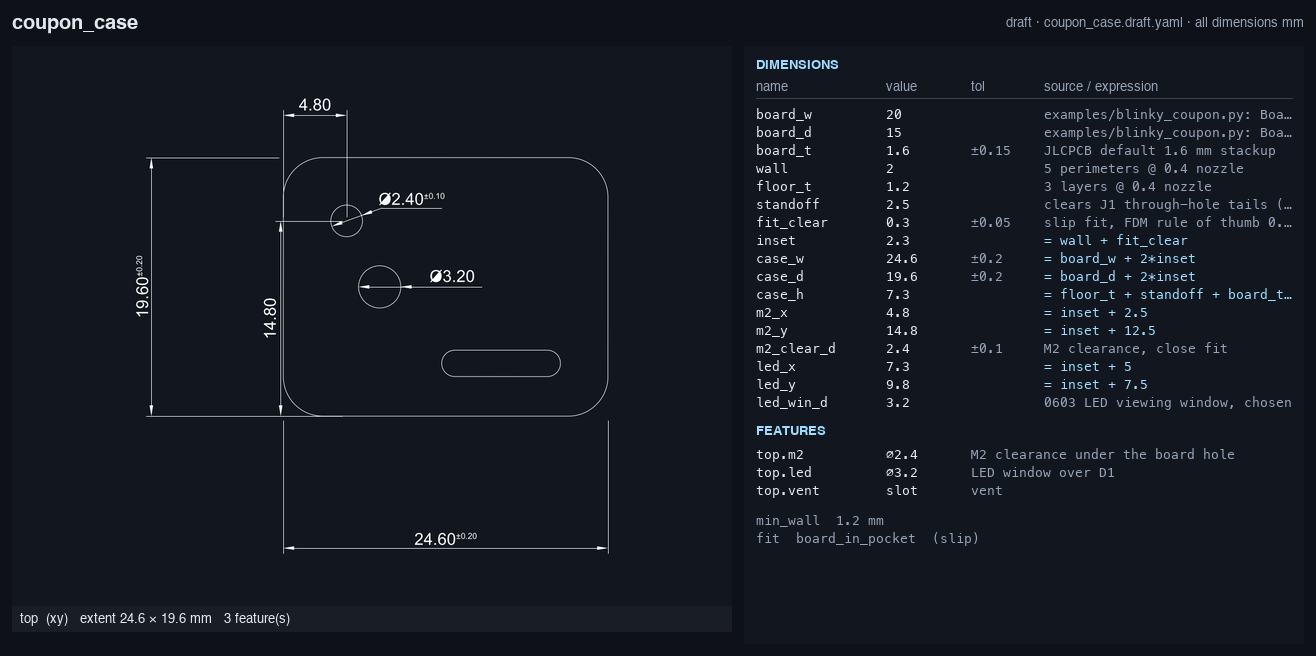 coupon_case
draft · coupon_case.draft.yaml · all dimensions mm
4.80
Ø2.40±0.10
Ø3.20
19.60±0.20
14.80
24.60±0.20
top (xy) extent 24.6 × 19.6 mm 3 feature(s)
DIMENSIONS
name value tol source / expression
board_w 20 examples/blinky_coupon.py: Boa…
board_d 15 examples/blinky_coupon.py: Boa…
board_t 1.6 ±0.15 JLCPCB default 1.6 mm stackup
wall 2 5 perimeters @ 0.4 nozzle
floor_t 1.2 3 layers @ 0.4 nozzle
standoff 2.5 clears J1 through-hole tails (…
fit_clear 0.3 ±0.05 slip fit, FDM rule of thumb 0.…
inset 2.3 = wall + fit_clear
case_w 24.6 ±0.2 = board_w + 2*inset
case_d 19.6 ±0.2 = board_d + 2*inset
case_h 7.3 = floor_t + standoff + board_t…
m2_x 4.8 = inset + 2.5
m2_y 14.8 = inset + 12.5
m2_clear_d 2.4 ±0.1 M2 clearance, close fit
led_x 7.3 = inset + 5
led_y 9.8 = inset + 7.5
led_win_d 3.2 0603 LED viewing window, chosen
FEATURES
top.m2 ⌀2.4 M2 clearance under the board hole
top.led ⌀3.2 LED window over D1
top.vent slot vent
min_wall 1.2 mm
fit board_in_pocket (slip)